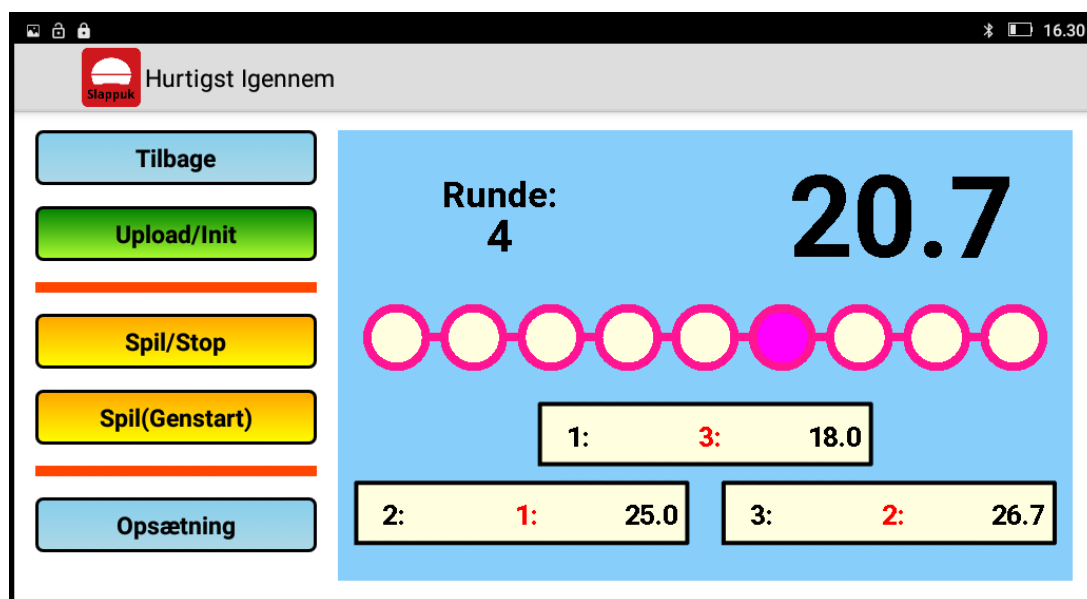 16.30
Slappuk
Hurtigst Igennem
Tilbage
Upload/Init
Spil/Stop
Spil(Genstart)
Opsætning
Runde:
4
20.7
1: 3: 18.0
2: 1: 25.0
3: 2: 26.7